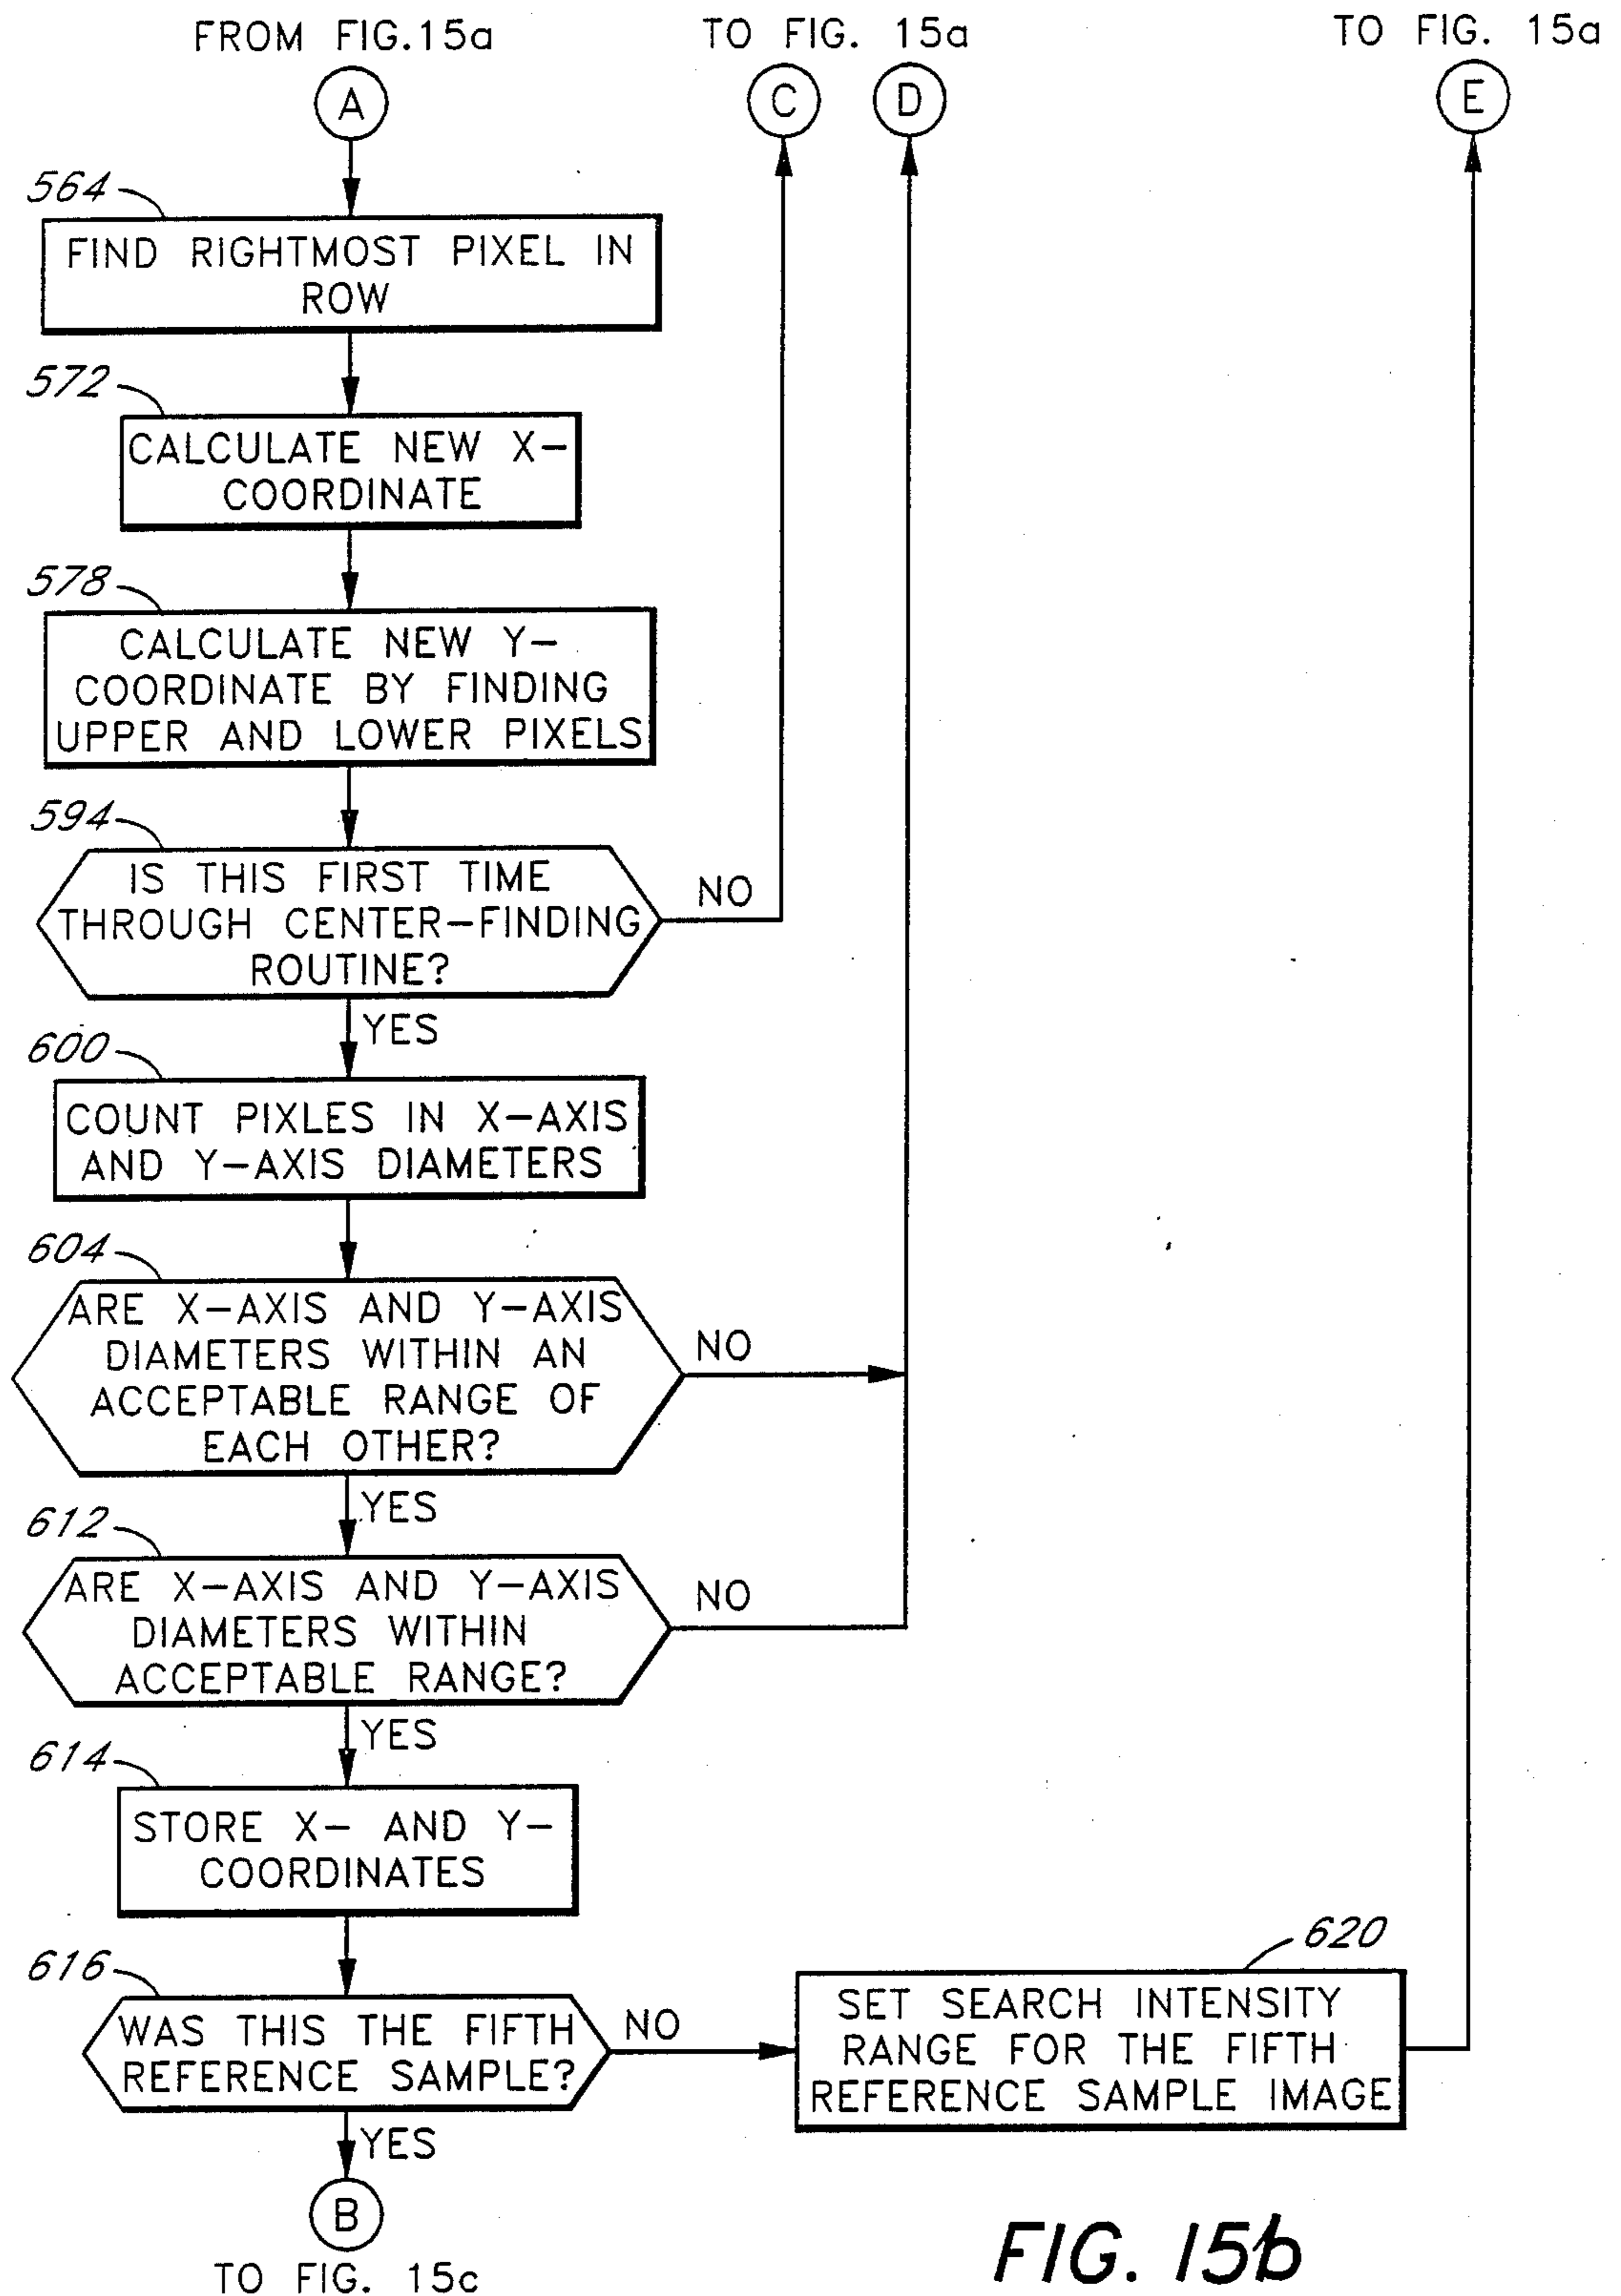 FROM FIG.15a
TO FIG. 15a
TO FIG. 15a
A
C
D
E
564
FIND RIGHTMOST PIXEL IN
ROW
572
CALCULATE NEW X-
COORDINATE
578
CALCULATE NEW Y-
COORDINATE BY FINDING
UPPER AND LOWER PIXELS
594
IS THIS FIRST TIME
THROUGH CENTER-FINDING
ROUTINE?
NO
YES
600
COUNT PIXLES IN X-AXIS
AND Y-AXIS DIAMETERS
604
ARE X-AXIS AND Y-AXIS
DIAMETERS WITHIN AN
ACCEPTABLE RANGE OF
EACH OTHER?
NO
YES
612
ARE X-AXIS AND Y-AXIS
DIAMETERS WITHIN
ACCEPTABLE RANGE?
NO
YES
614
STORE X- AND Y-
COORDINATES
616
WAS THIS THE FIFTH
REFERENCE SAMPLE?
NO
620
SET SEARCH INTENSITY
RANGE FOR THE FIFTH
REFERENCE SAMPLE IMAGE
YES
B
TO FIG. 15c
FIG. 15b